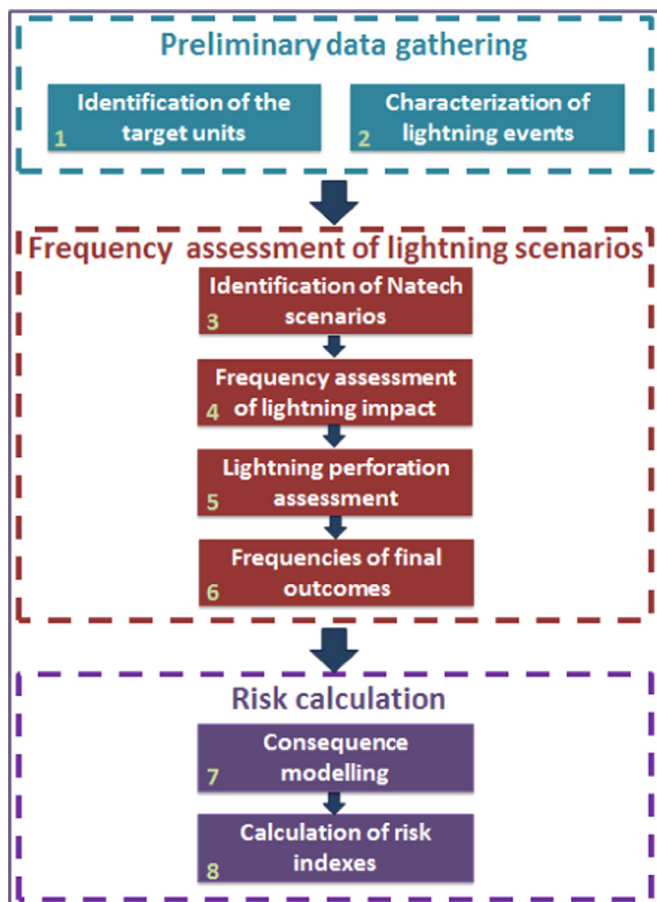 Preliminary data gathering
Identification of the
target units
1
Characterization of
lightning events
2
Frequency assessment of lightning scenarios
Identification of Natech
scenarios
3
Frequency assessment
of lightning impact
4
Lightning perforation
assessment
5
Frequencies of final
outcomes
6
Risk calculation
Consequence
modelling
7
Calculation of risk
indexes
8